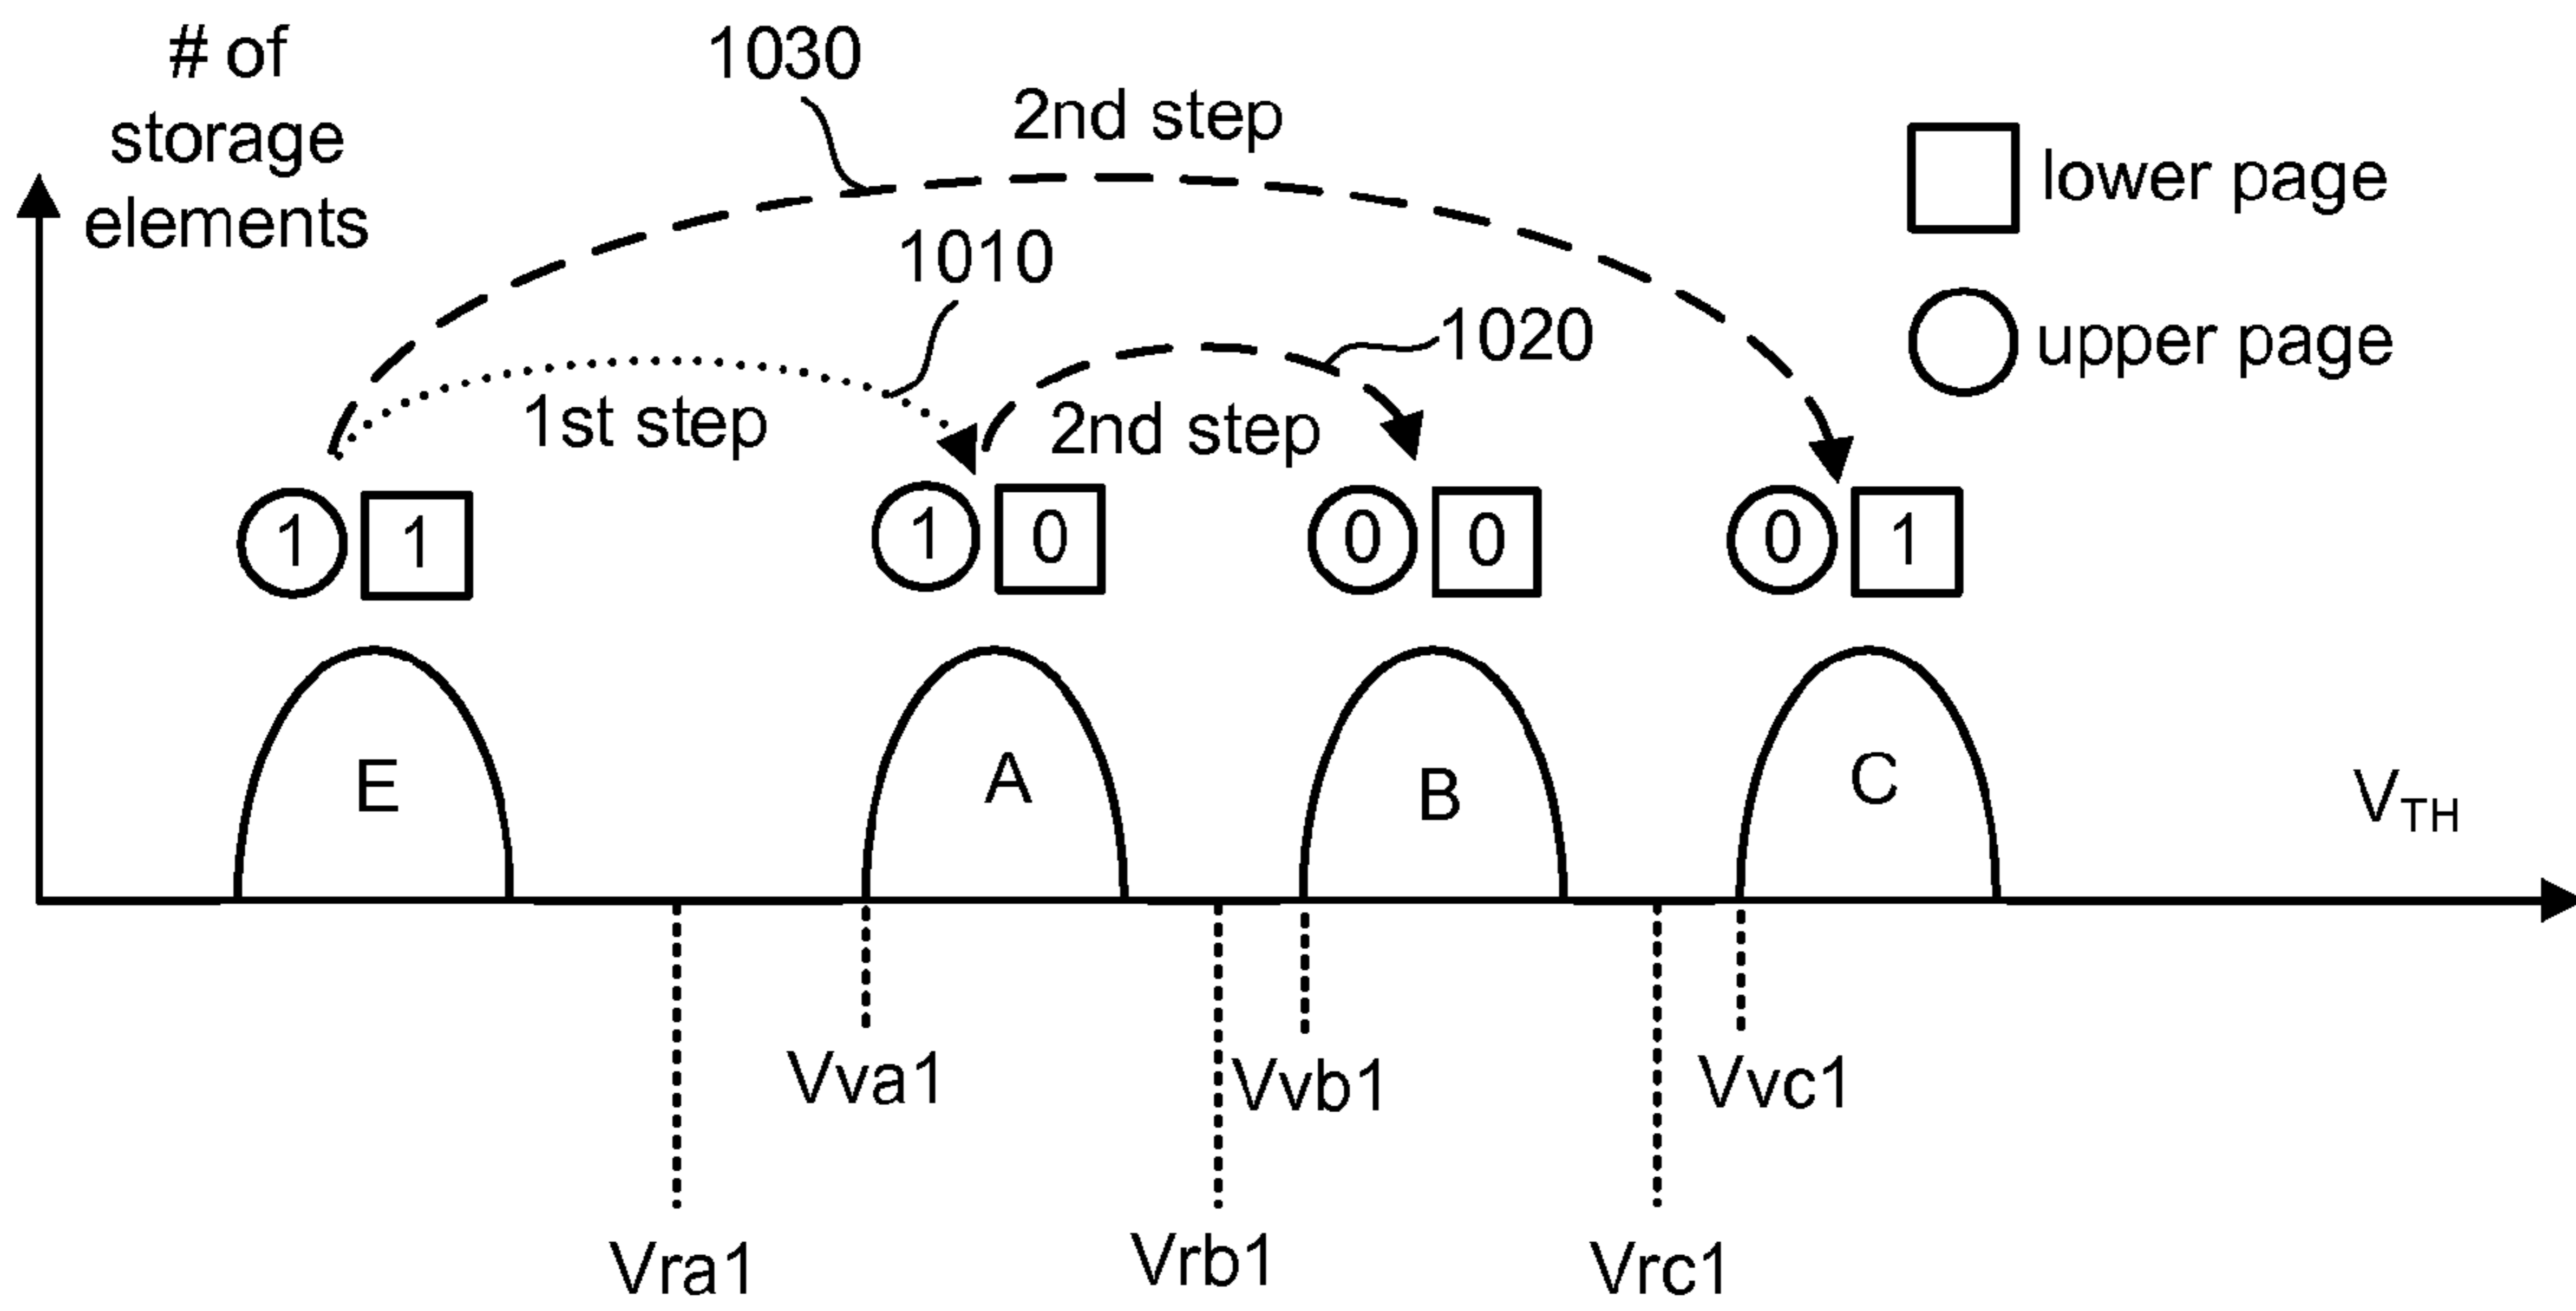 # of
storage
elements
1030
2nd step
lower page
1010
1020
upper page
1st step
2nd step
1 1
1 0
0 0
0 1
E
A
B
C
VTH
Vva1
Vvb1
Vvc1
Vra1
Vrb1
Vrc1